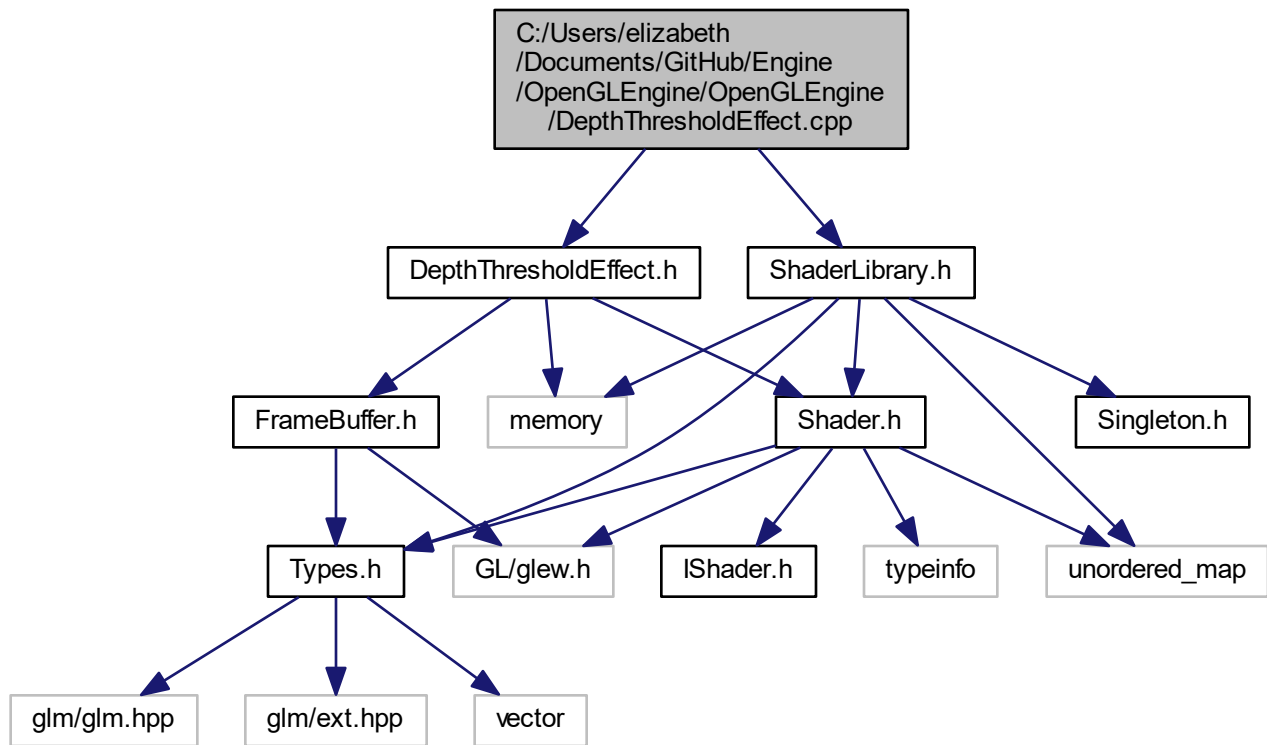 C:/Users/elizabeth
/Documents/GitHub/Engine
/OpenGLEngine/OpenGLEngine
/DepthThresholdEffect.cpp
DepthThresholdEffect.h
ShaderLibrary.h
FrameBuffer.h
memory
Shader.h
Singleton.h
Types.h
GL/glew.h
IShader.h
typeinfo
unordered_map
glm/glm.hpp
glm/ext.hpp
vector